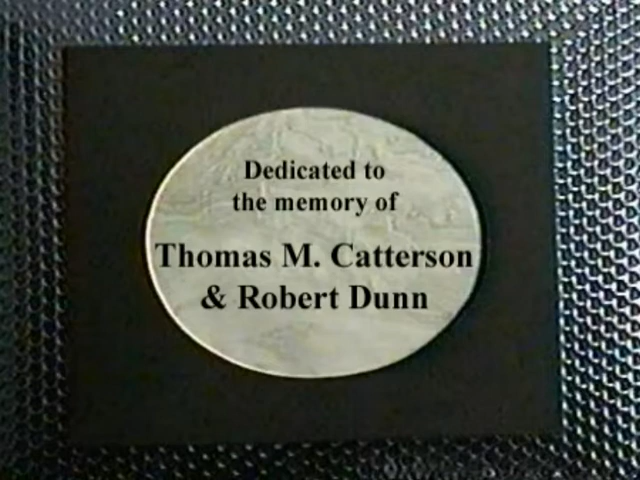 Dedicated to
the memory of
Thomas M. Catterson
& Robert Dunn